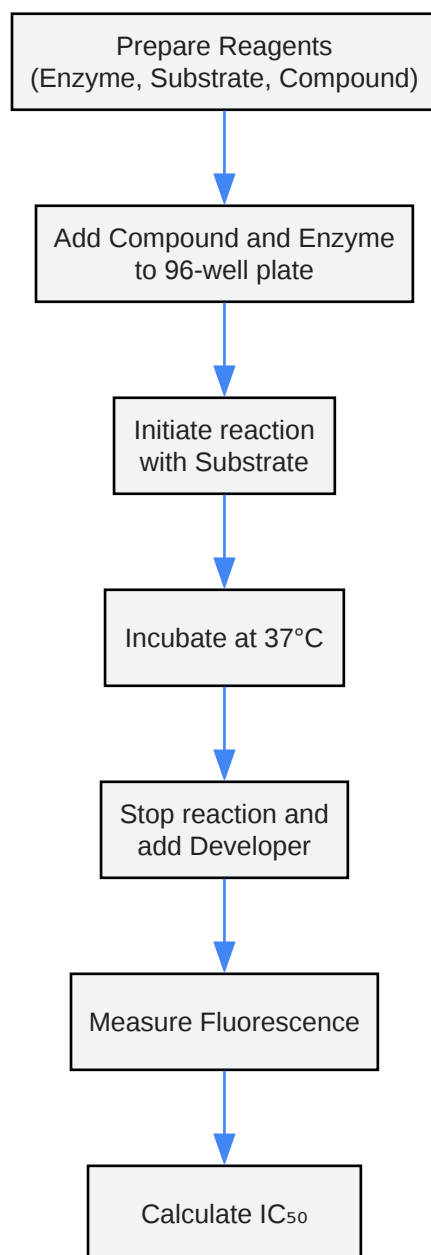 Prepare Reagents
(Enzyme, Substrate, Compound)
Add Compound and Enzyme
to 96-well plate
Initiate reaction
with Substrate
Incubate at 37°C
Stop reaction and
add Developer
Measure Fluorescence
Calculate IC₅₀